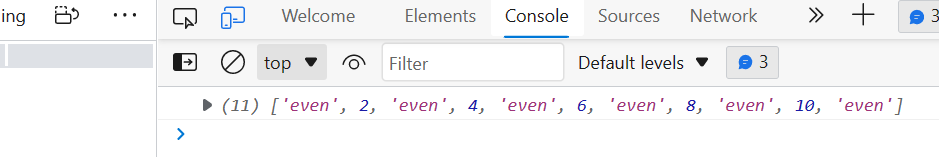 ing ... Welcome Elements Console Sources Network 3
top Filter Default levels 3
(11) ['even', 2, 'even', 4, 'even', 6, 'even', 8, 'even', 10, 'even']